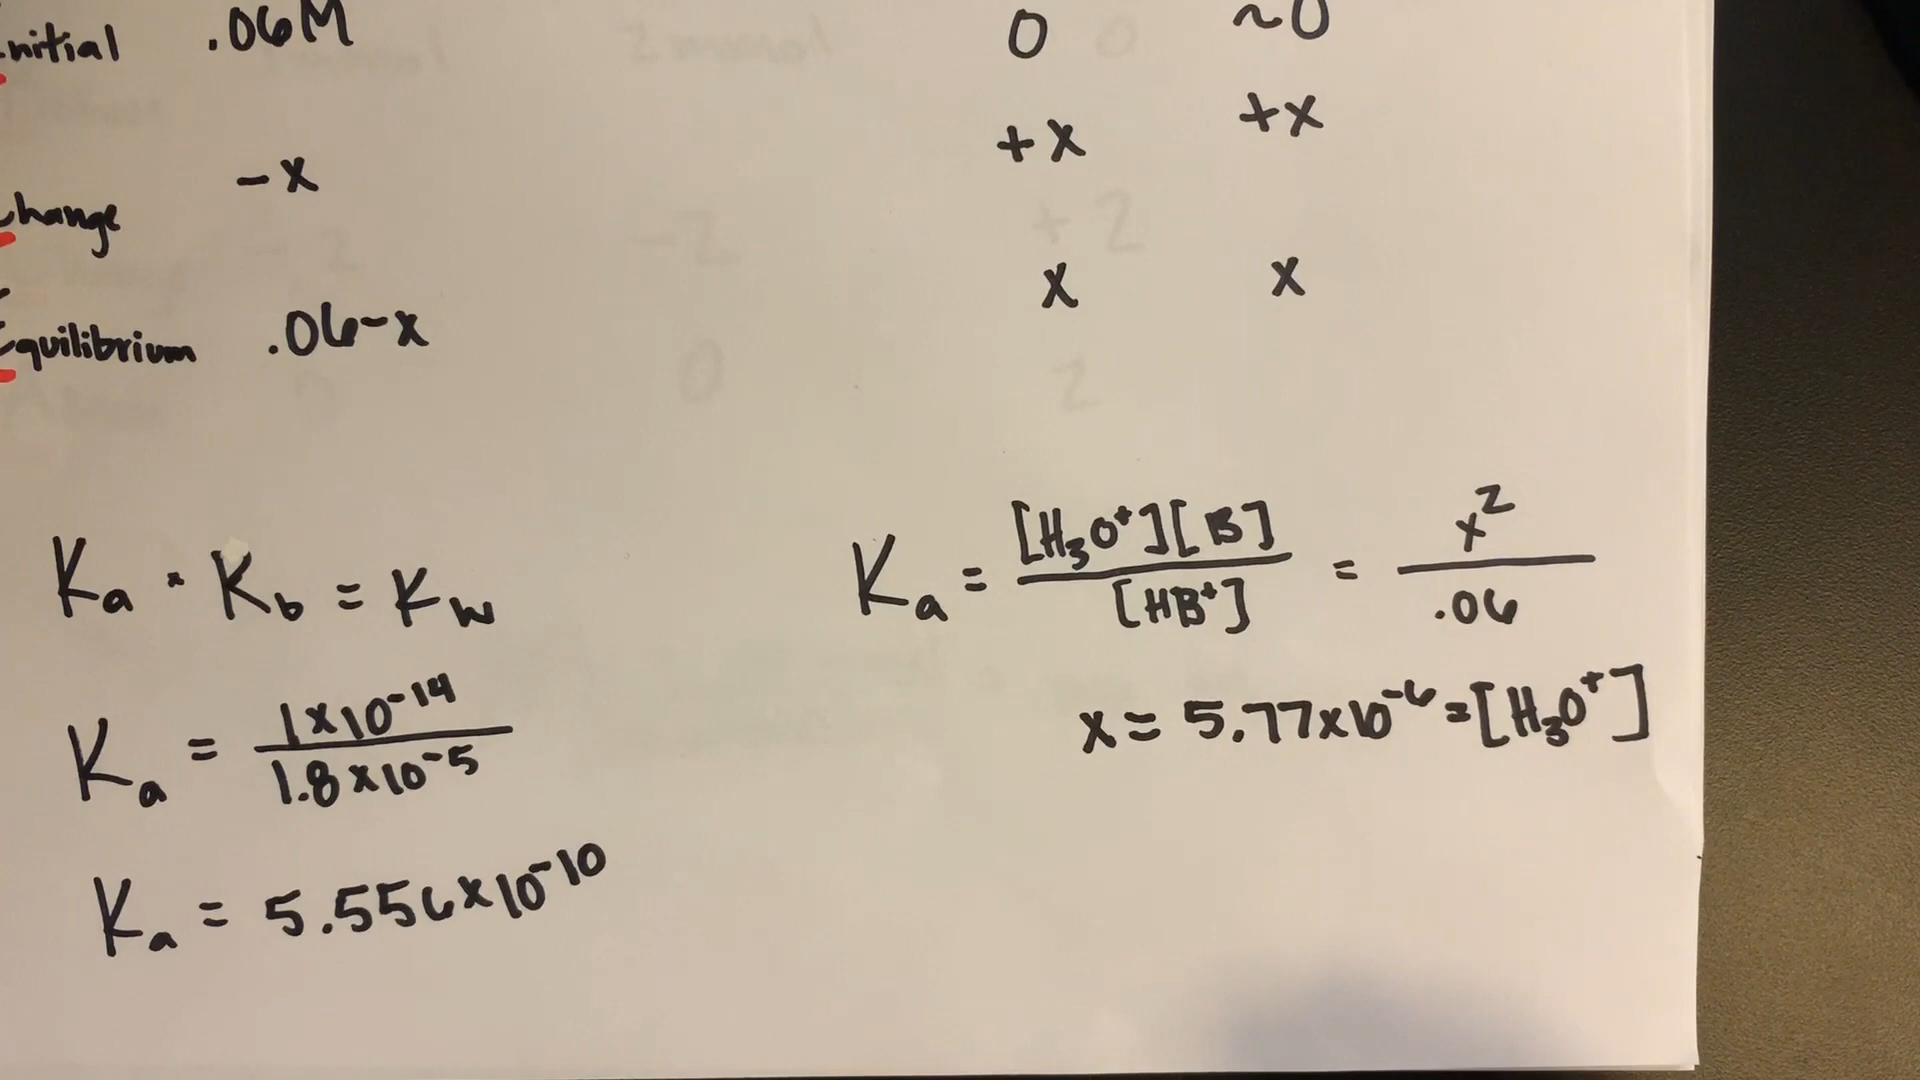 Initial .06M 0 ~0
Change -x +x +x
Equilibrium .06-x x x
Ka · Kb = Kw
Ka = 1x10⁻¹⁴ / 1.8x10⁻⁵
Ka = 5.556x10⁻¹⁰
Ka = [H₃O⁺][B] / [HB⁺] = x² / .06
x = 5.77x10⁻⁶ = [H₃O⁺]